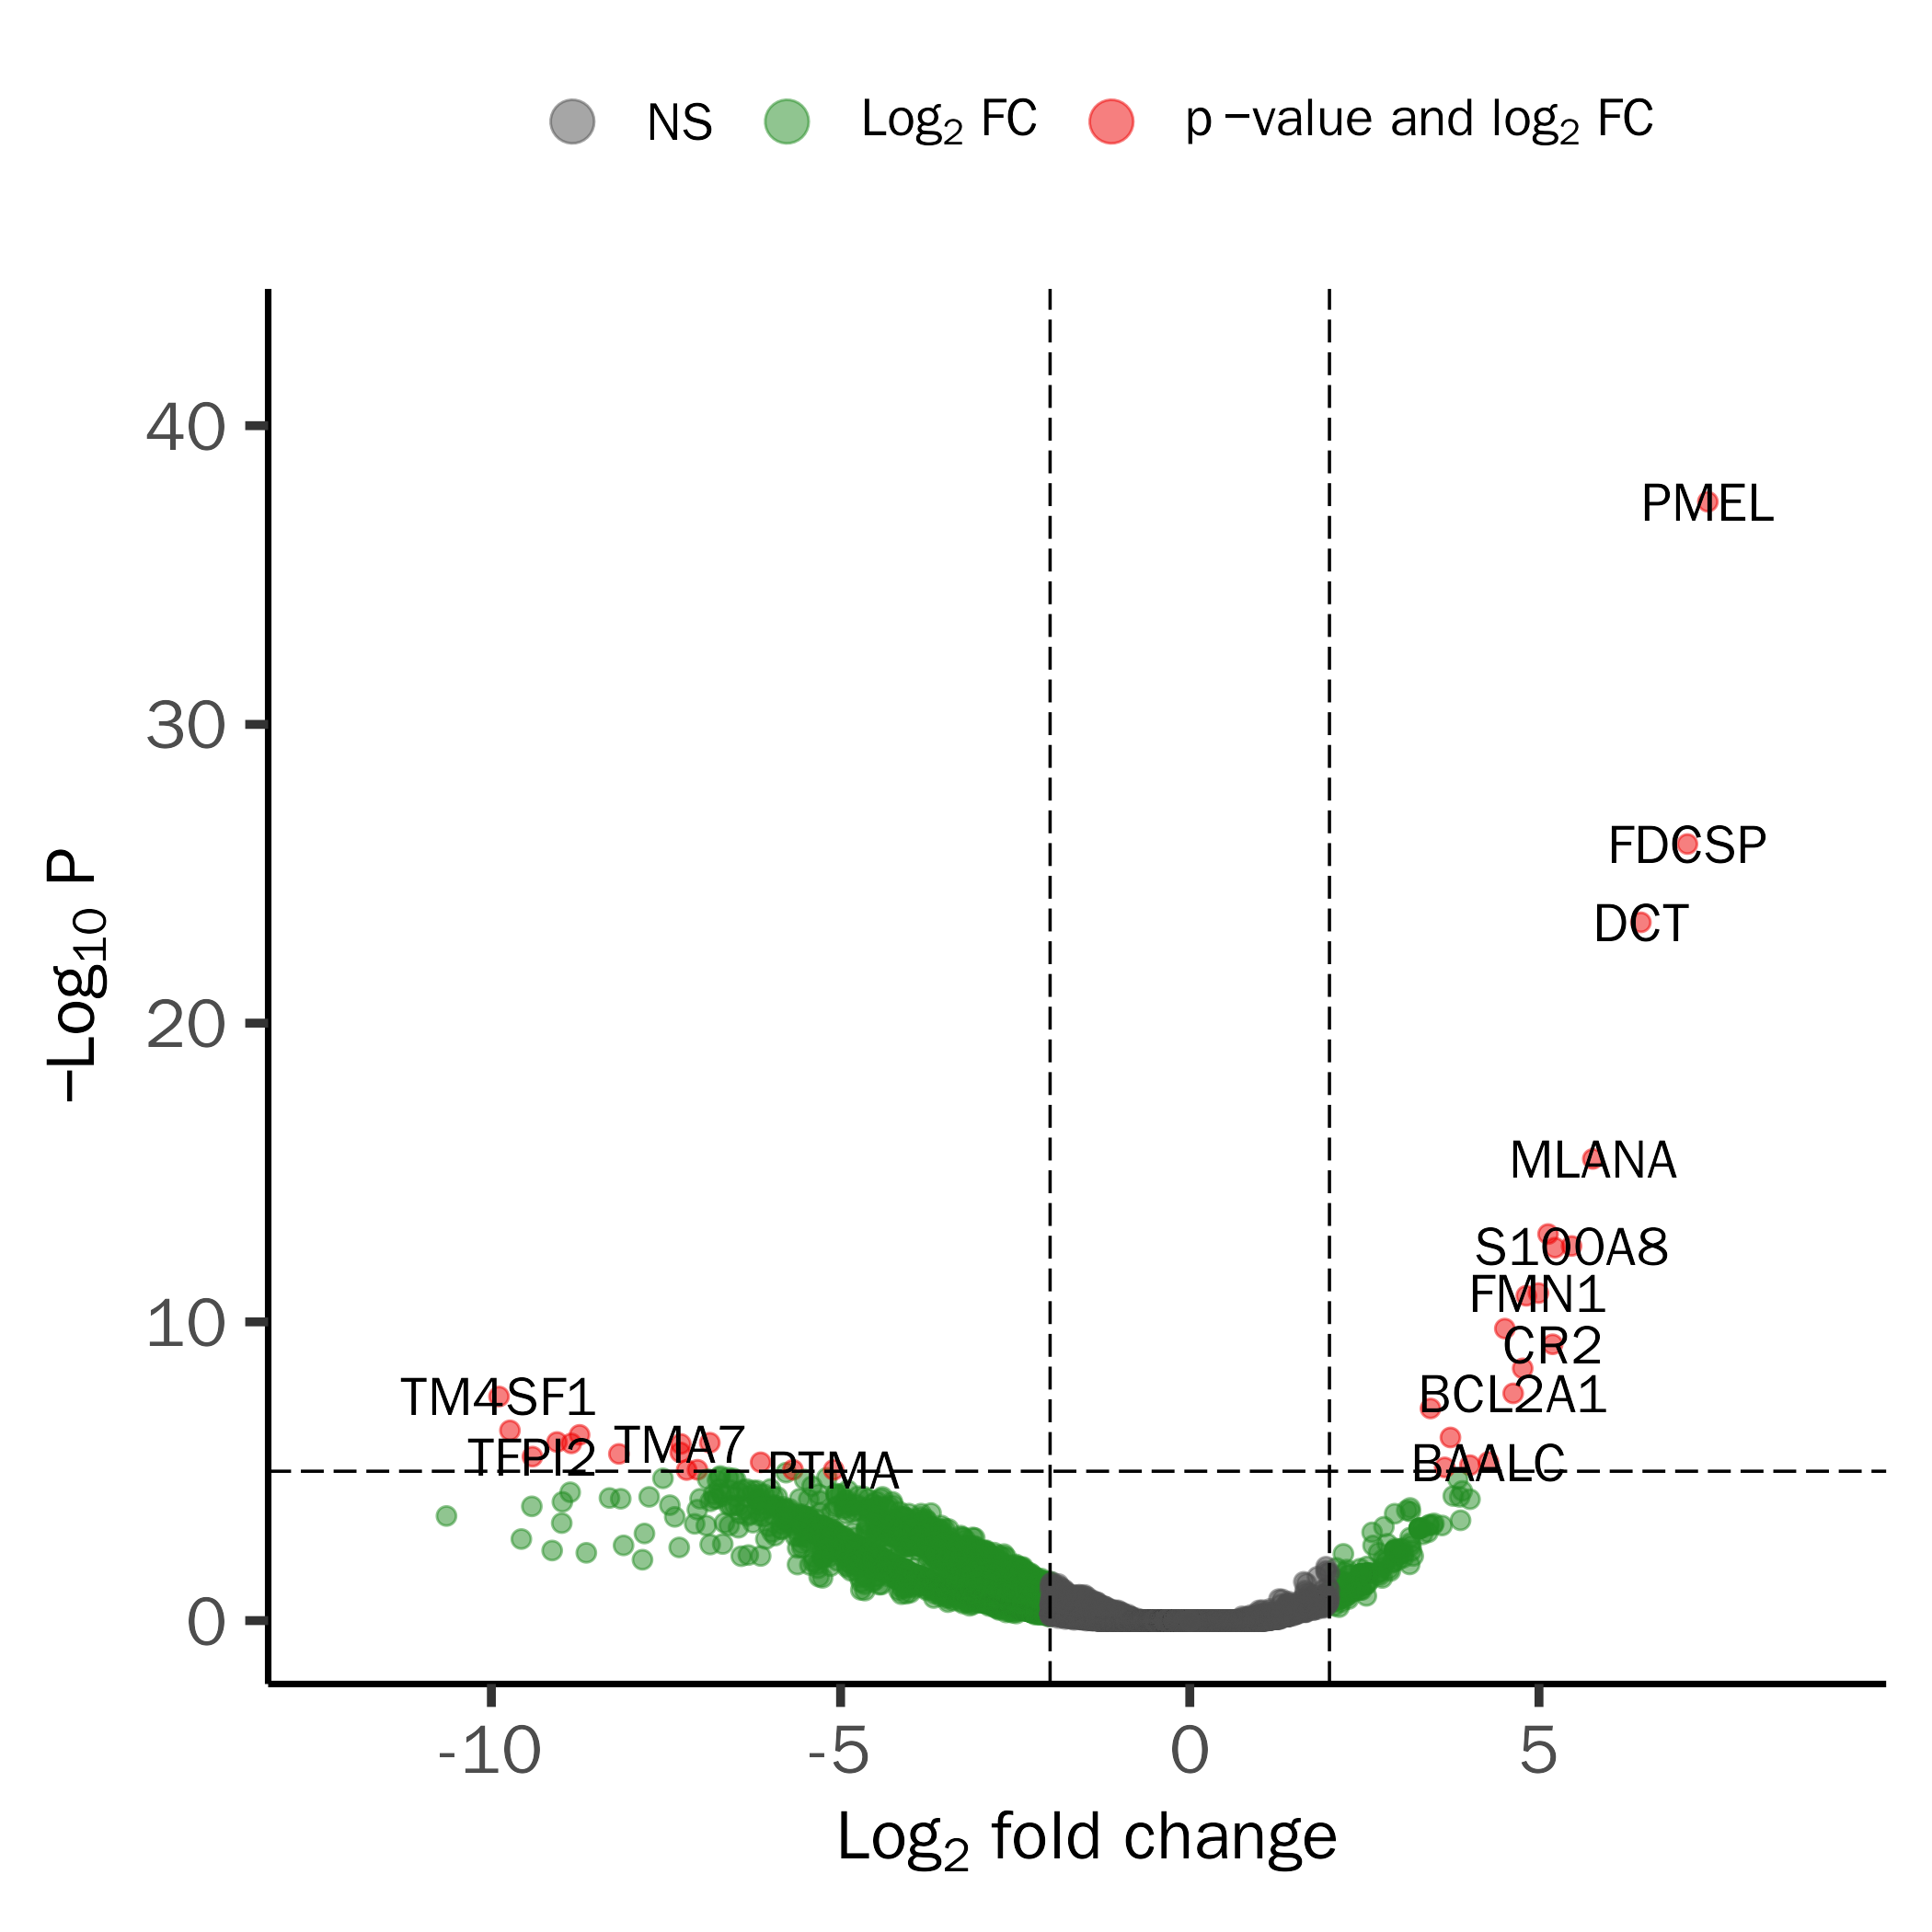 NS Log2 FC p −value and log2 FC
−Log10 P
40
30
20
10
0
PMEL
FDCSP
DCT
MLANA
S100A8
FMN1
CR2
BCL2A1
BAALC
TM4SF1
TFPI2
TMA7
PTMA
-10 -5 0 5
Log2 fold change